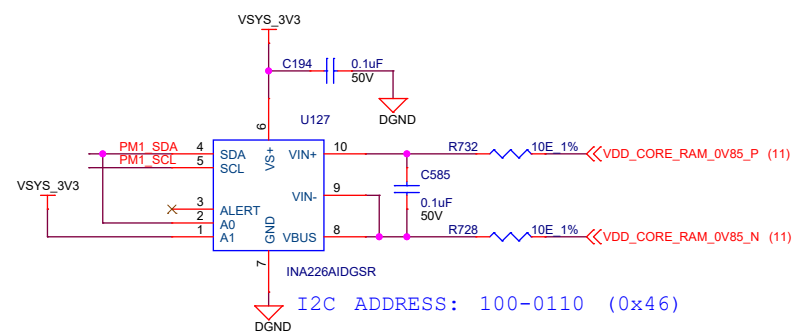 VSYS_3V3
C194 0.1uF
50V
DGND
U127
6
VS+
PM1_SDA 4 SDA VIN+ 10 R732 10E_1% VDD_CORE_RAM_0V85_P (11)
PM1_SCL 5 SCL
C585
VSYS_3V3
9 VIN-
0.1uF
50V
3 ALERT
2 A0
1 A1 GND VBUS 8 R728 10E_1% VDD_CORE_RAM_0V85_N (11)
7
INA226AIDGSR
I2C ADDRESS: 100-0110 (0x46)
DGND